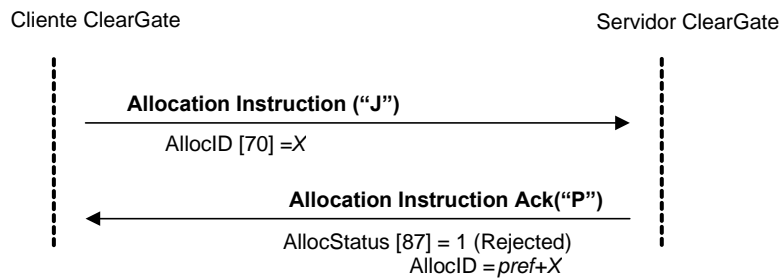 Cliente ClearGate
Servidor ClearGate
Allocation Instruction (“J”)
AllocID [70] =X
Allocation Instruction Ack(“P”)
AllocStatus [87] = 1 (Rejected)
AllocID =pref+X